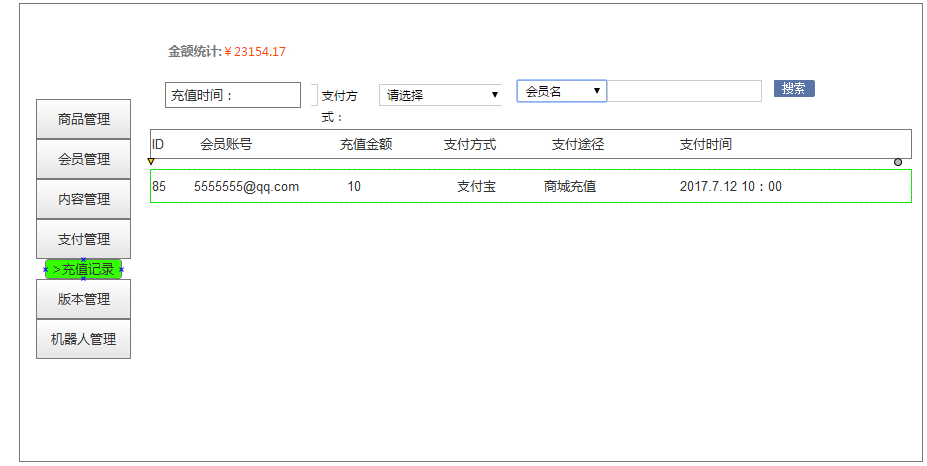 金额统计:￥23154.17
充值时间：
支付方式：
请选择
会员名
搜索
商品管理
会员管理
内容管理
支付管理
>充值记录
版本管理
机器人管理
ID 会员账号 充值金额 支付方式 支付途径 支付时间
85 5555555@qq.com 10 支付宝 商城充值 2017.7.12 10：00